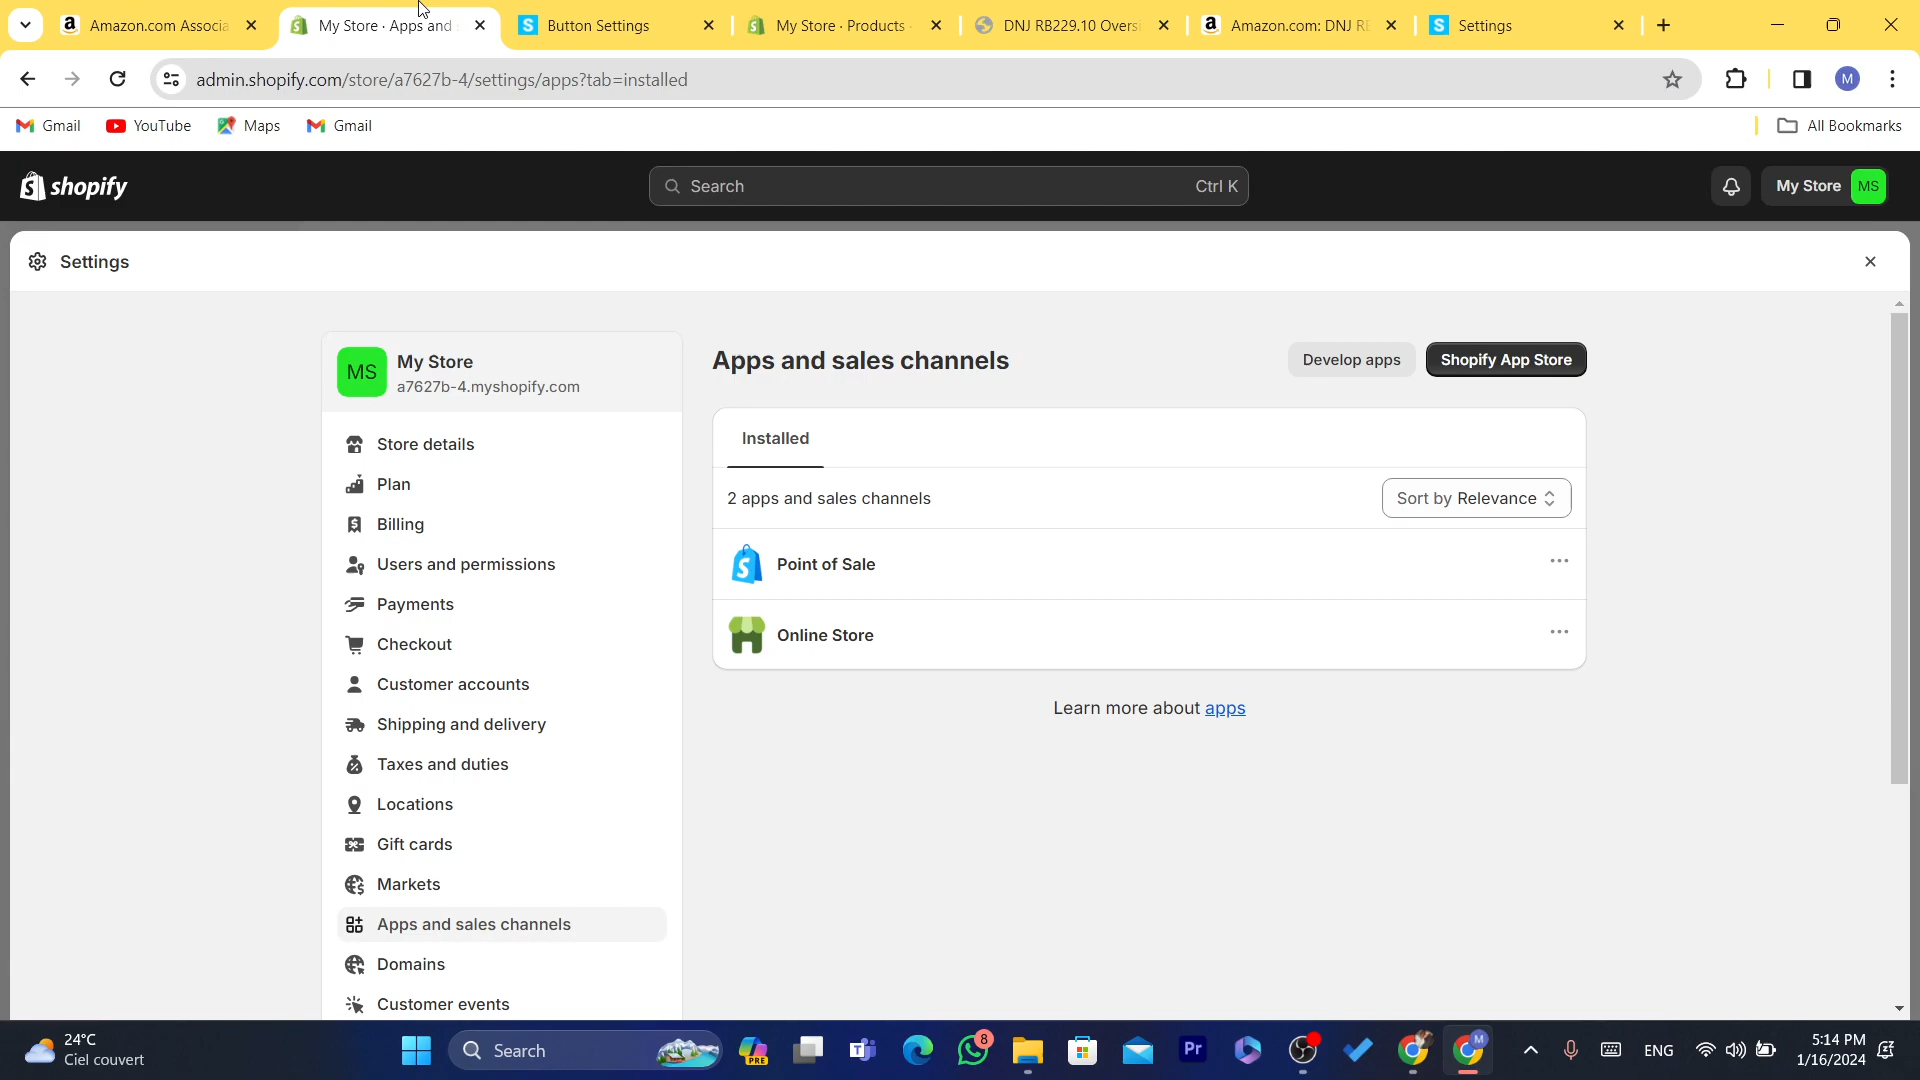 Amazon.com Associa
My Store · Apps and
Button Settings
My Store · Products
DNJ RB229.10 Oversi
Amazon.com: DNJ RB
Settings
admin.shopify.com/store/a7627b-4/settings/apps?tab=installed
M
Gmail
YouTube
Maps
Gmail
All Bookmarks
shopify
Search
Ctrl K
My Store
MS
Settings
MS
My Store
a7627b-4.myshopify.com
Store details
Plan
Billing
Users and permissions
Payments
Checkout
Customer accounts
Shipping and delivery
Taxes and duties
Locations
Gift cards
Markets
Apps and sales channels
Domains
Customer events
Apps and sales channels
Develop apps
Shopify App Store
Installed
2 apps and sales channels
Sort by Relevance
Point of Sale
Online Store
Learn more about apps
24°C
Ciel couvert
Search
PRE
8
Pr
M
ENG
5:14 PM
1/16/2024